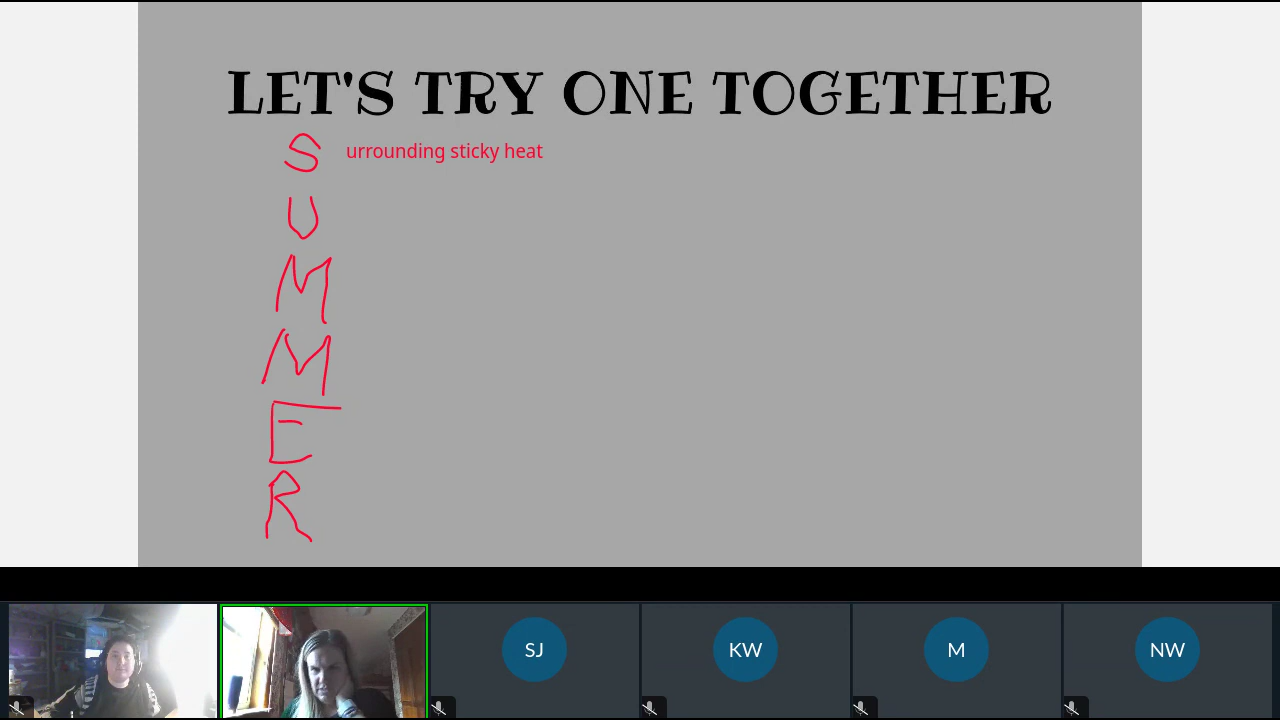 LET'S TRY ONE TOGETHER
S urrounding sticky heat
U
M
M
E
R
SJ KW M NW